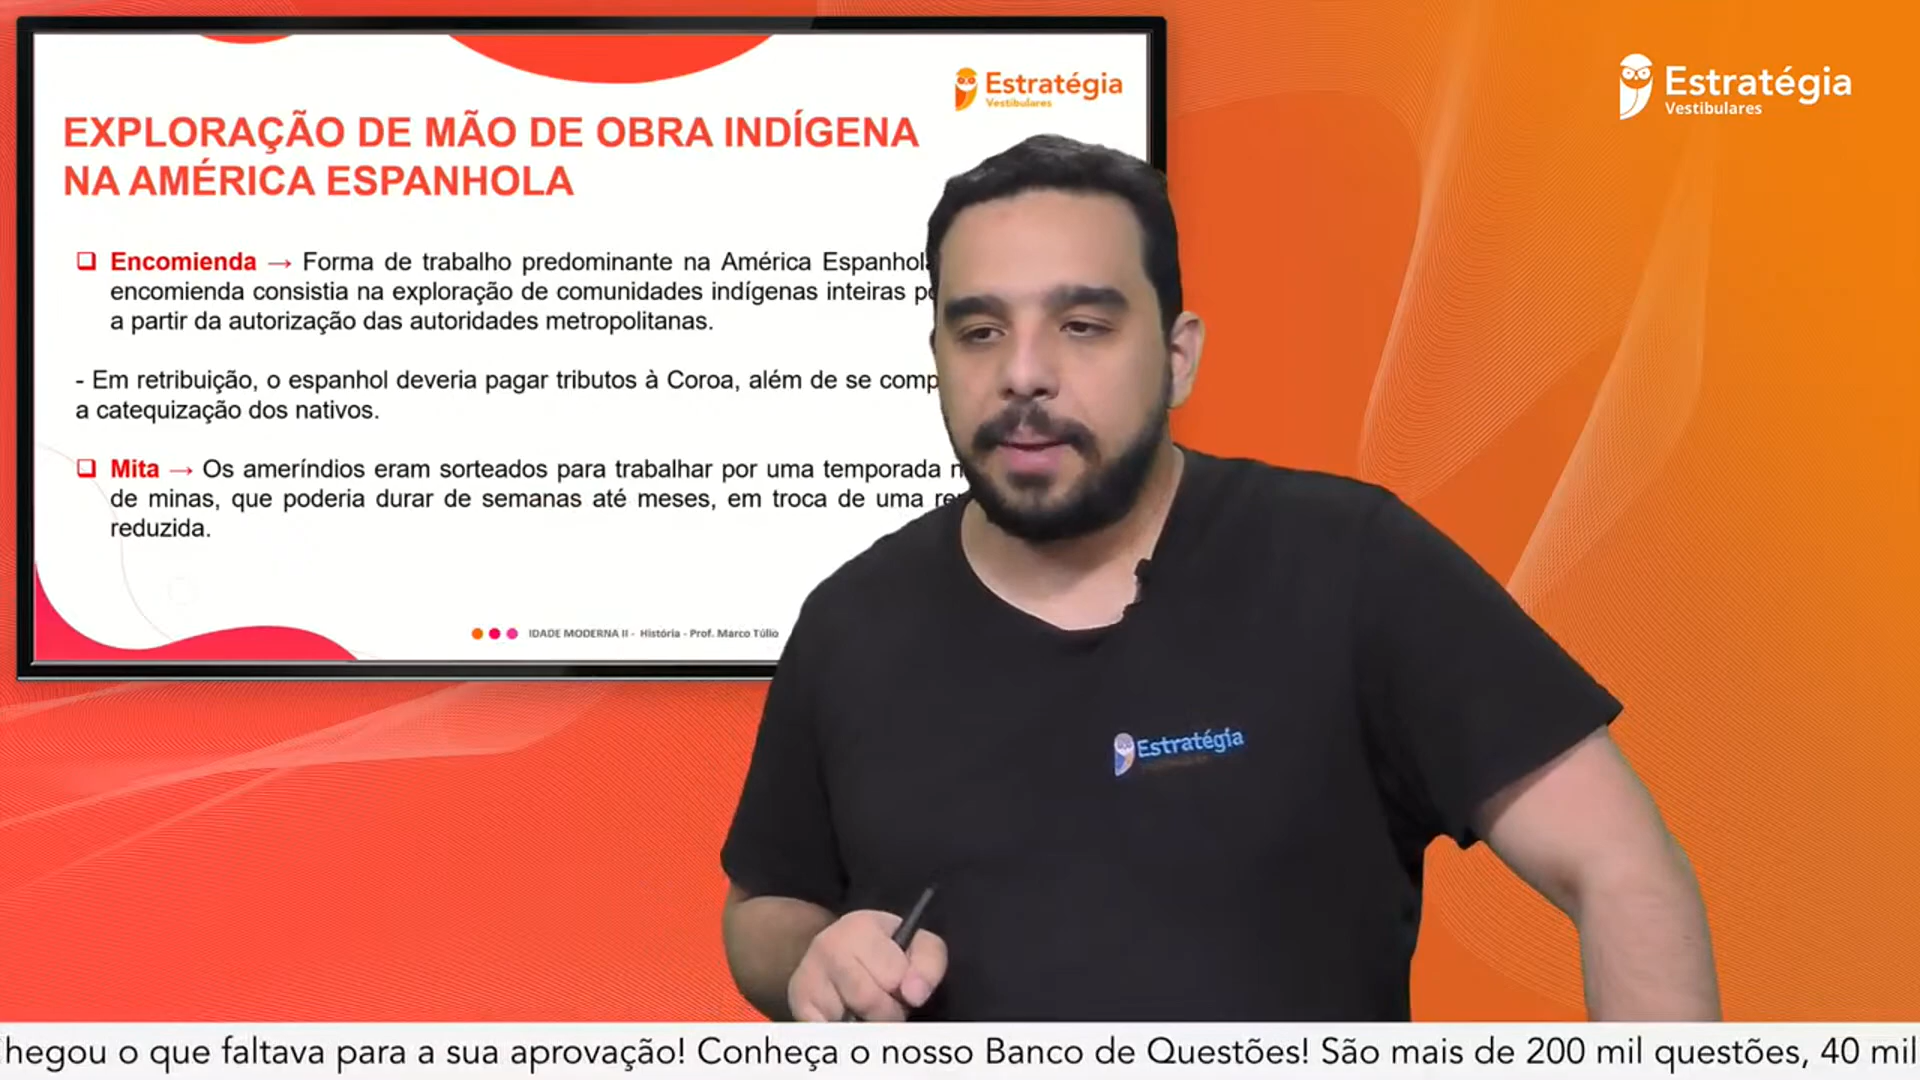 Estratégia
Vestibulares
EXPLORAÇÃO DE MÃO DE OBRA INDÍGENA
NA AMÉRICA ESPANHOLA
❑ Encomienda → Forma de trabalho predominante na América Espanhola
encomienda consistia na exploração de comunidades indígenas inteiras
a partir da autorização das autoridades metropolitanas.
- Em retribuição, o espanhol deveria pagar tributos à Coroa, além de se
a catequização dos nativos.
❑ Mita → Os ameríndios eram sorteados para trabalhar por uma temporada
de minas, que poderia durar de semanas até meses, em troca de uma
reduzida.
IDADE MODERNA II - História - Prof. Marco Túlio
Estratégia
Vestibulares
Estratégia
hegou o que faltava para a sua aprovação! Conheça o nosso Banco de Questões! São mais de 200 mil questões, 40 mil